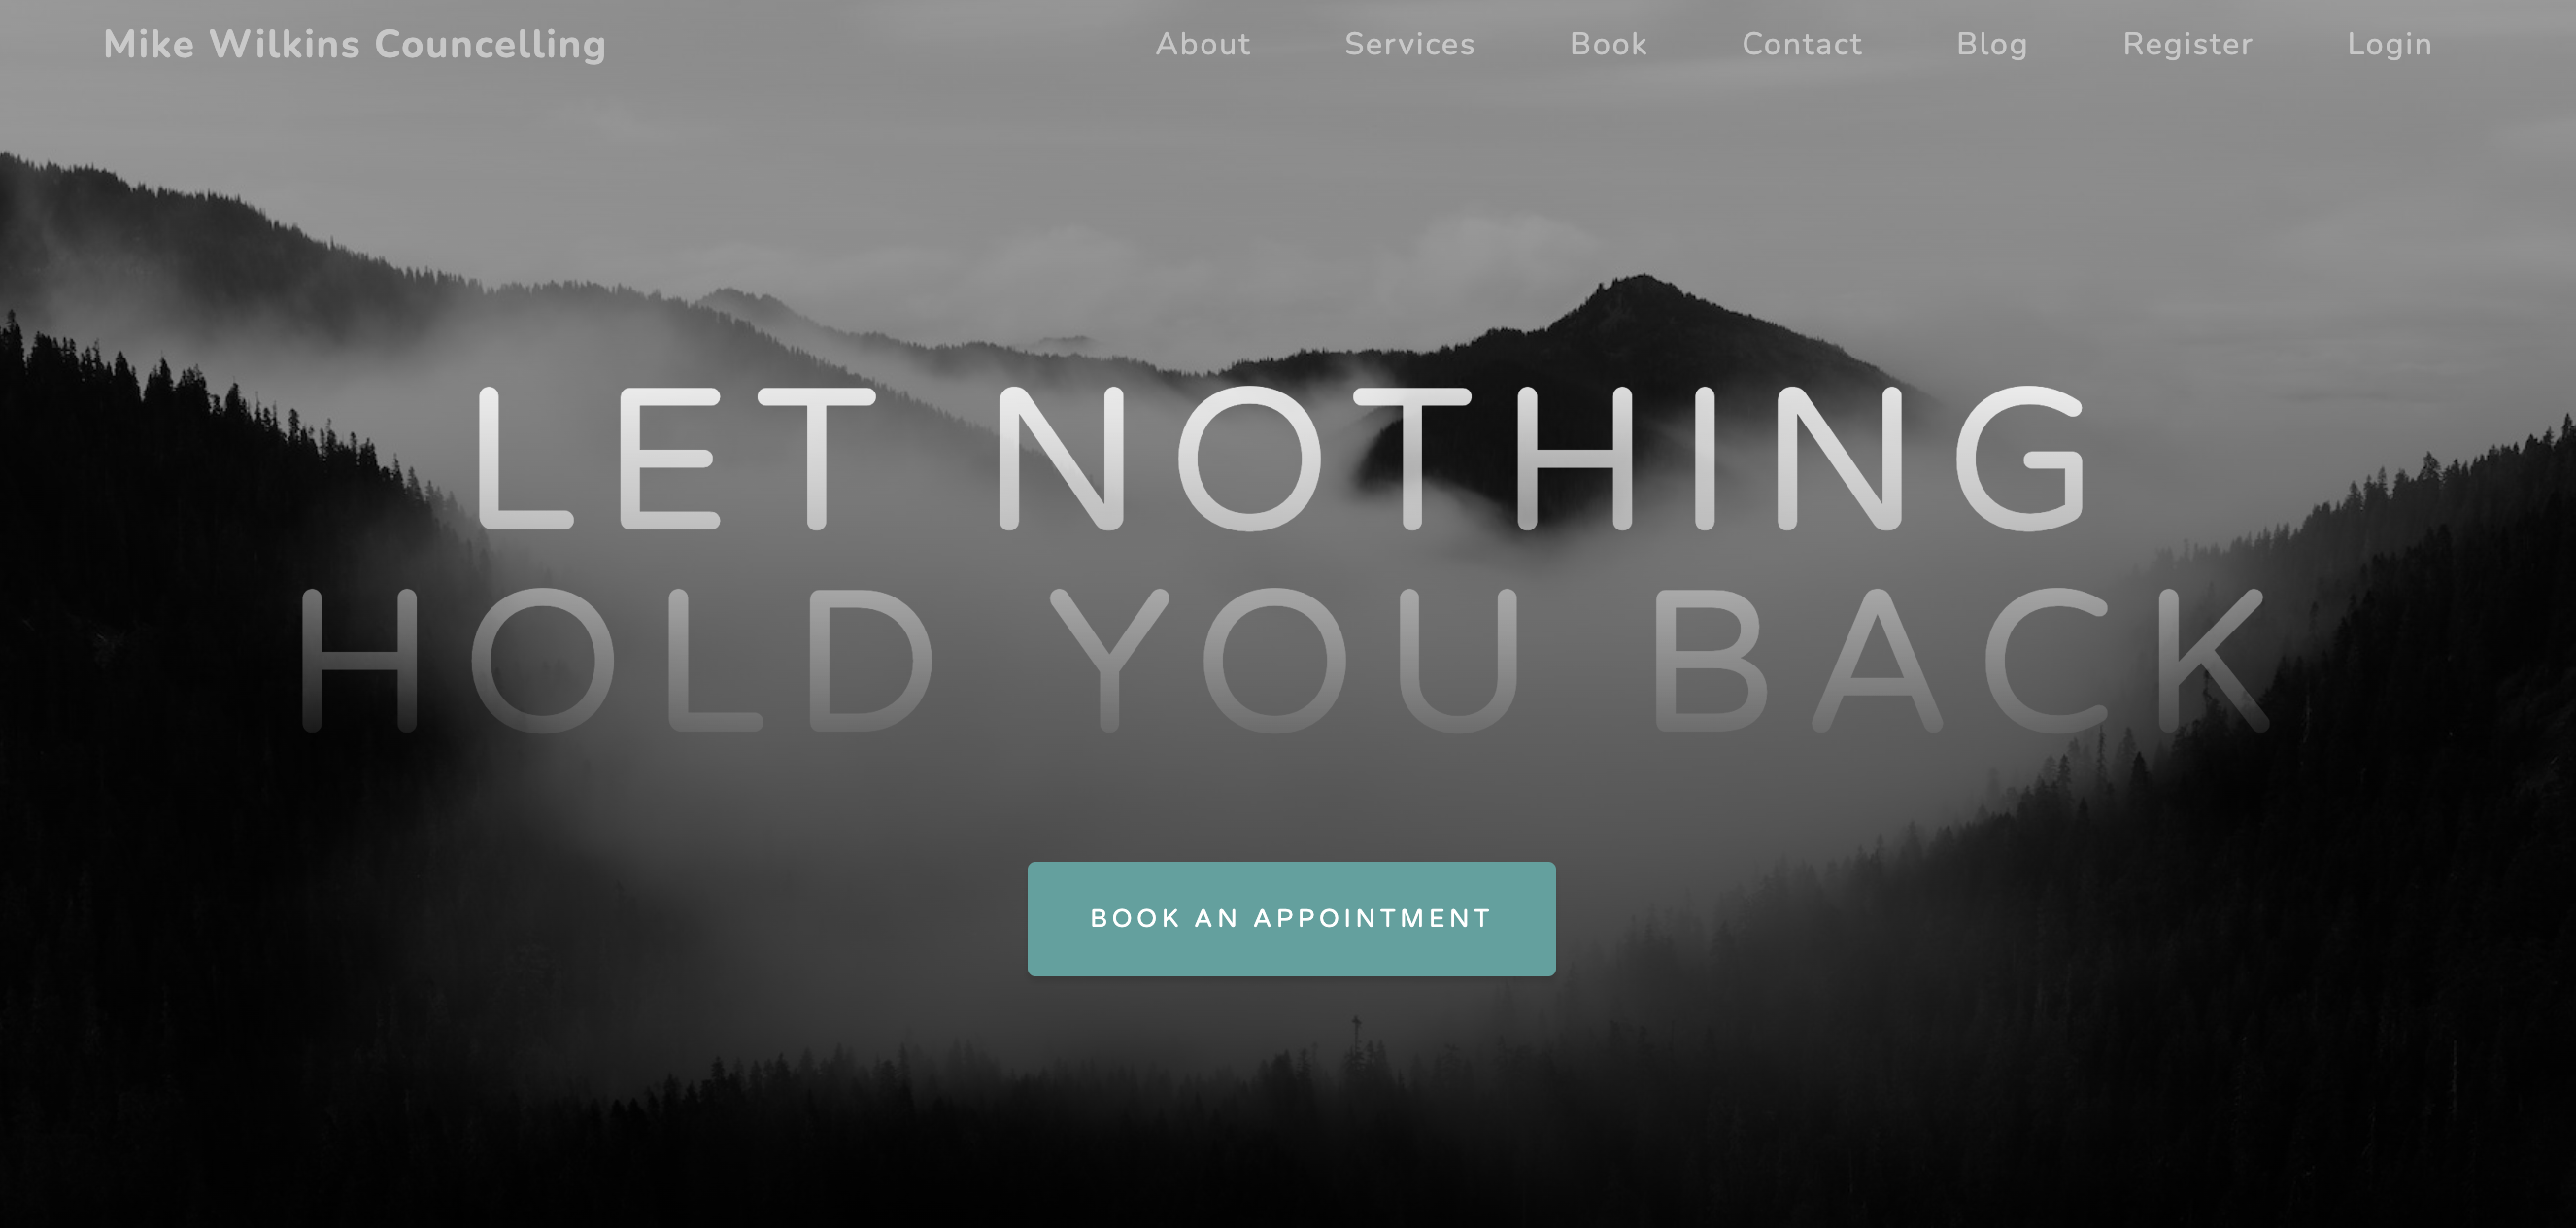 Mike Wilkins Councelling
About Services Book Contact Blog Register Login
LET NOTHING
HOLD YOU BACK
BOOK AN APPOINTMENT